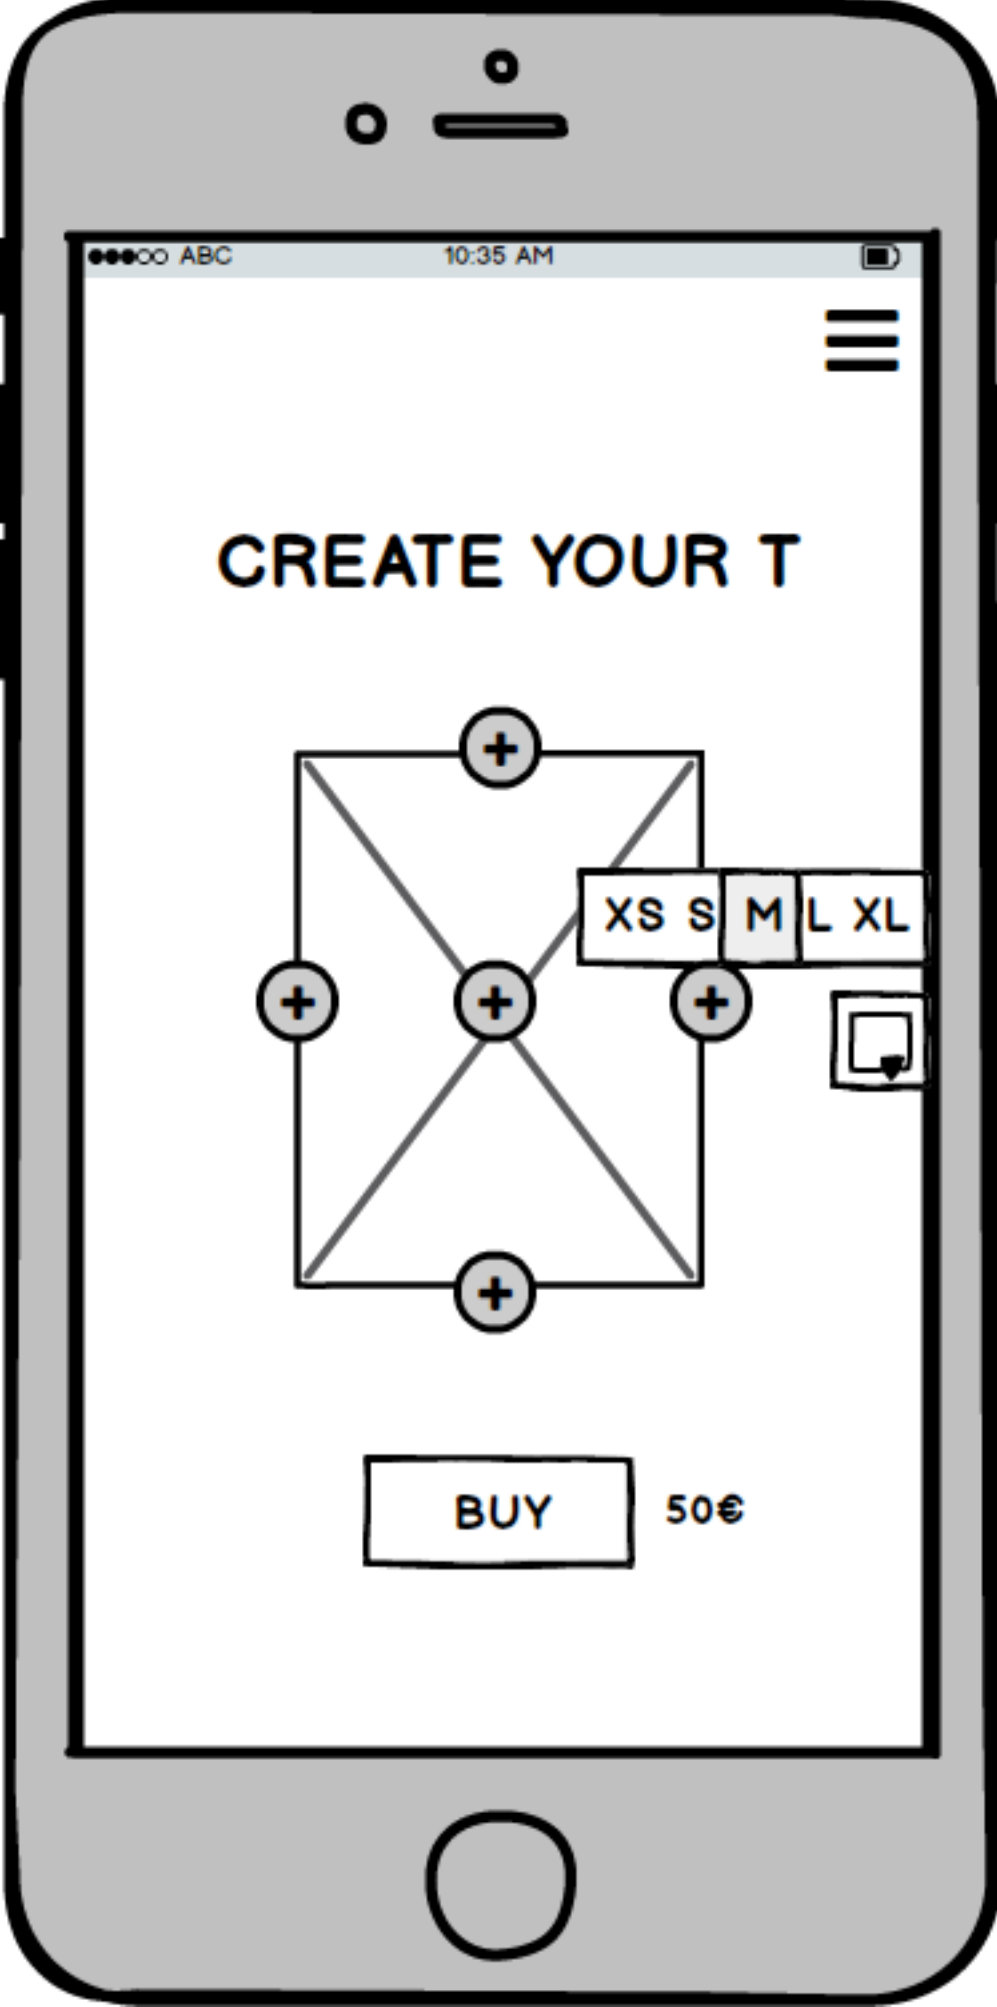 ABC 10:35 AM
CREATE YOUR T
+
XS S M L XL
+ + +
+
BUY 50€